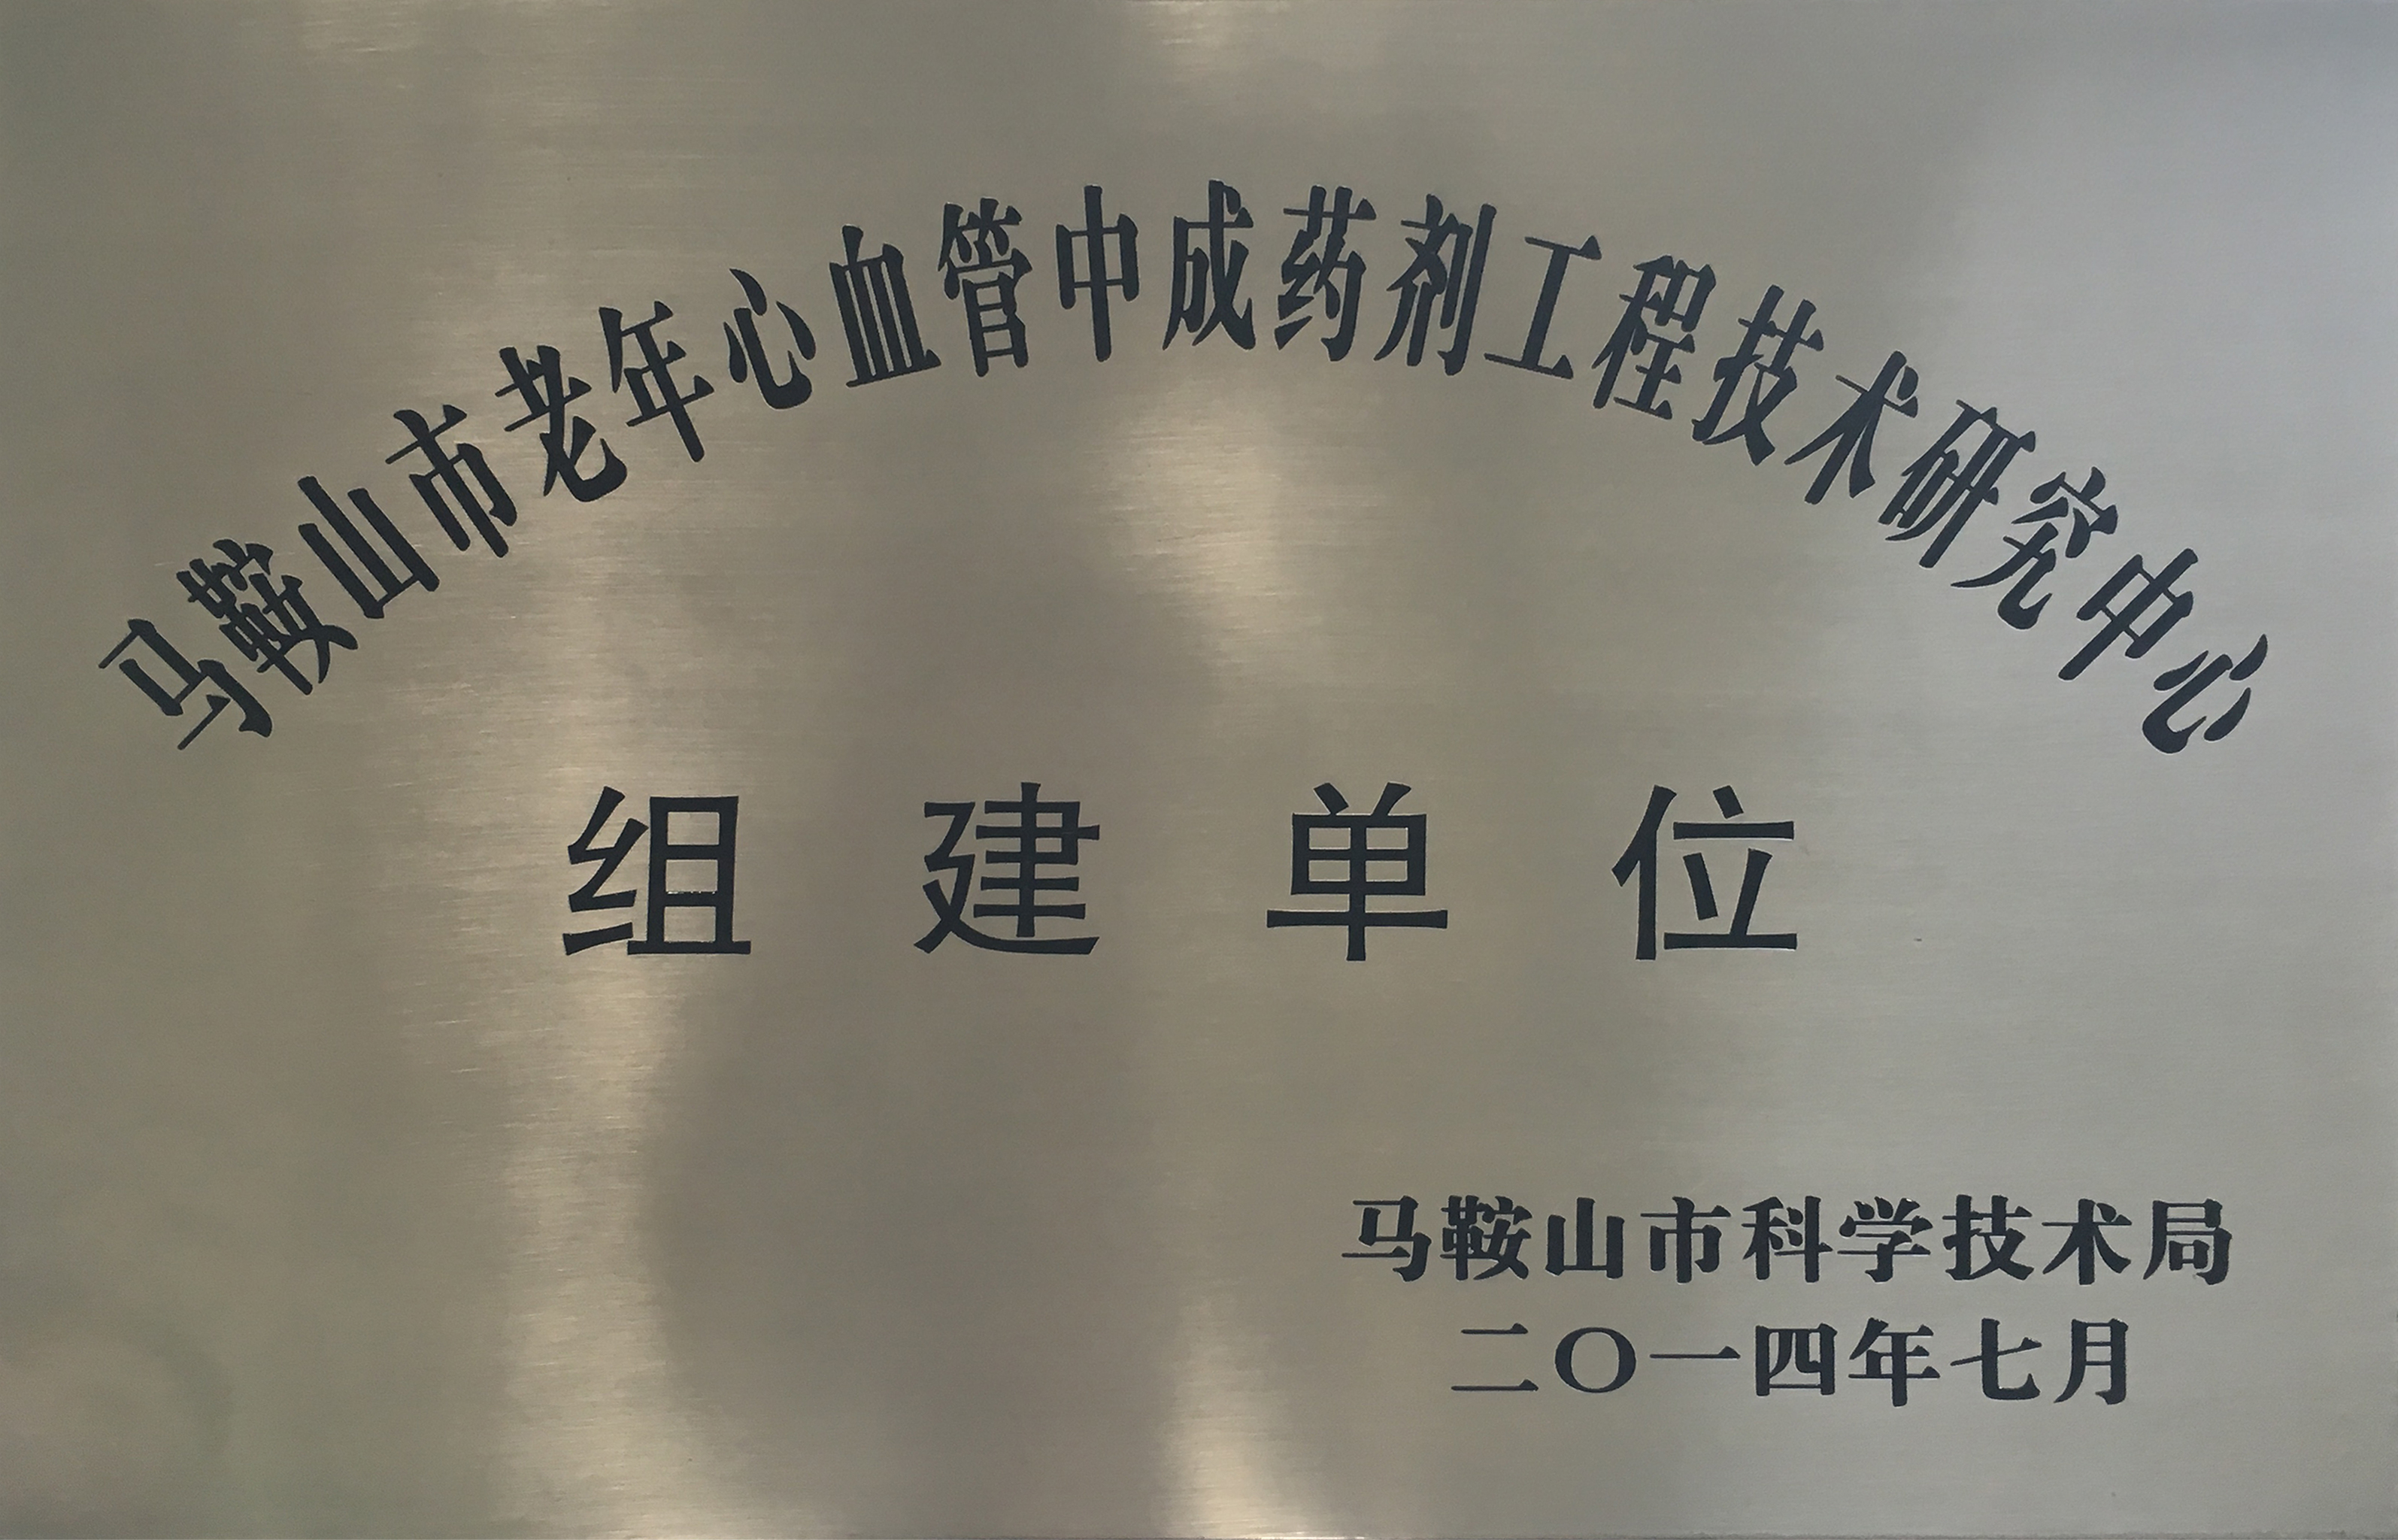 马鞍山市老年心血管中成药剂工程技术研究中心
组建单位
马鞍山市科学技术局
二〇一四年七月